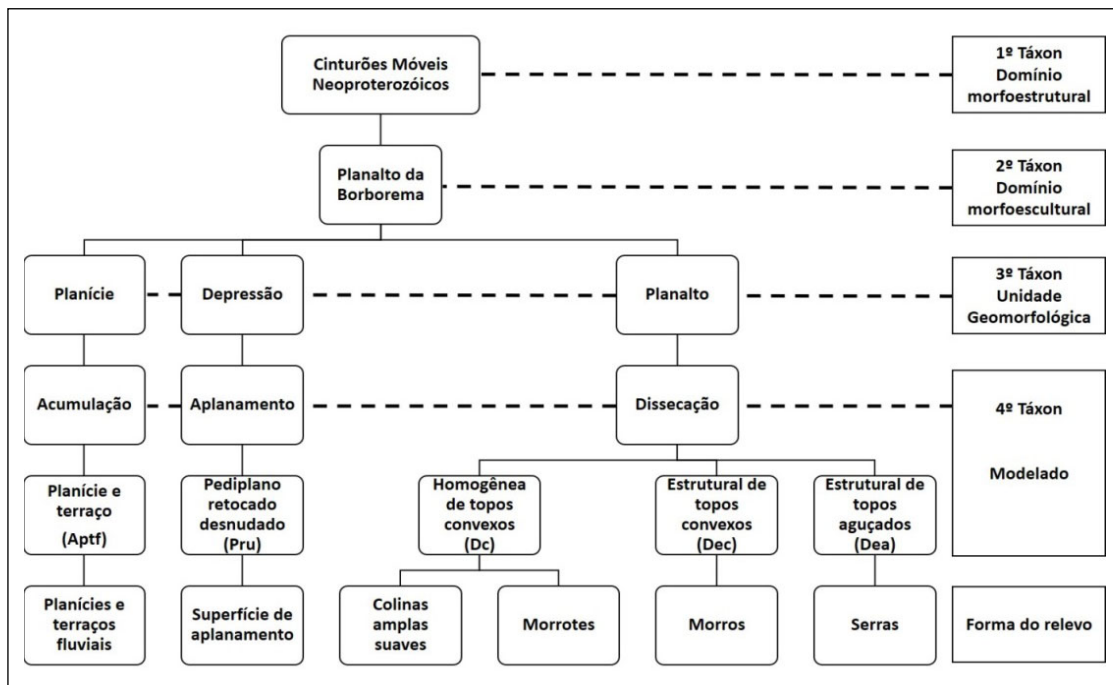 Cinturões Móveis
Neoproterozóicos
1º Táxon
Domínio
morfoestrutural
Planalto da
Borborema
2º Táxon
Domínio
morfoescultural
Planície
Depressão
Planalto
3º Táxon
Unidade
Geomorfológica
Acumulação
Aplanamento
Dissecação
4º Táxon
Modelado
Planície e
terraço
(Aptf)
Pediplano
retocado
desnudado
(Pru)
Homogênea
de topos
convexos
(Dc)
Estrutural de
topos
convexos
(Dec)
Estrutural de
topos
aguçados
(Dea)
Planícies e
terraços
fluviais
Superfície de
aplanamento
Colinas
amplas
suaves
Morrotes
Morros
Serras
Forma do relevo